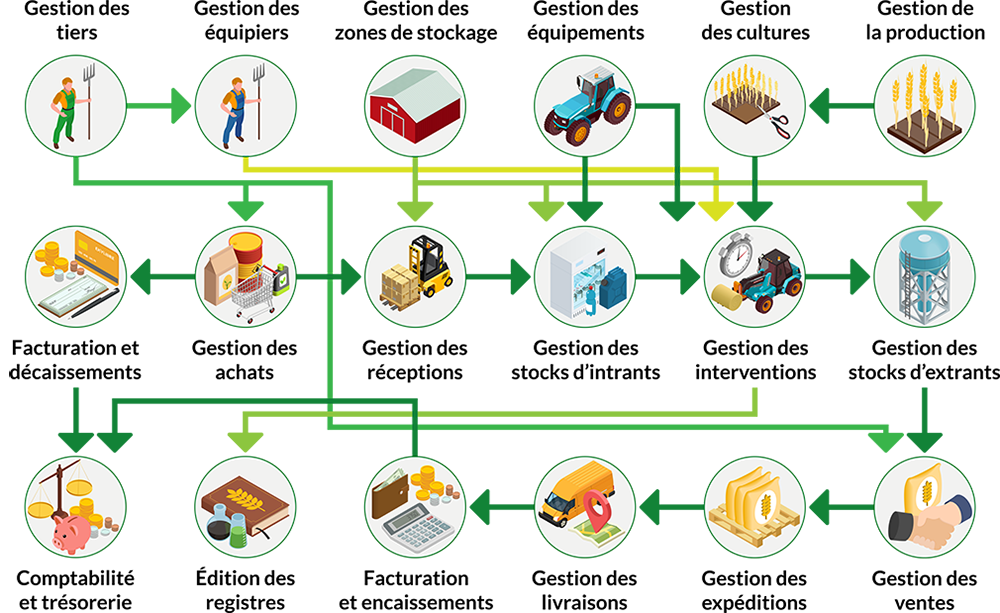 Gestion des
tiers
Gestion des
équipiers
Gestion des
zones de stockage
Gestion des
équipements
Gestion
des cultures
Gestion de
la production
Facturation et
décaissements
Gestion des
achats
Gestion des
réceptions
Gestion des
stocks d’intrants
Gestion des
interventions
Gestion des
stocks d’extrants
Comptabilité
et trésorerie
Édition des
registres
Facturation
et encaissements
Gestion des
livraisons
Gestion des
expéditions
Gestion des
ventes